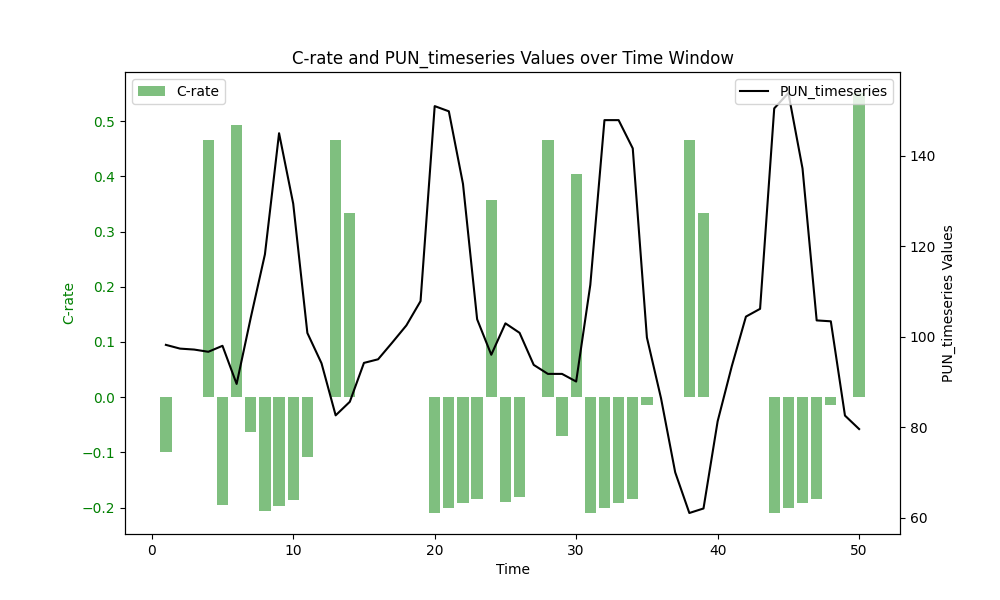 C-rate and PUN_timeseries Values over Time Window
C-rate
PUN_timeseries
0.5
0.4
0.3
0.2
0.1
0.0
−0.1
−0.2
C-rate
140
120
100
80
60
PUN_timeseries Values
0 10 20 30 40 50
Time